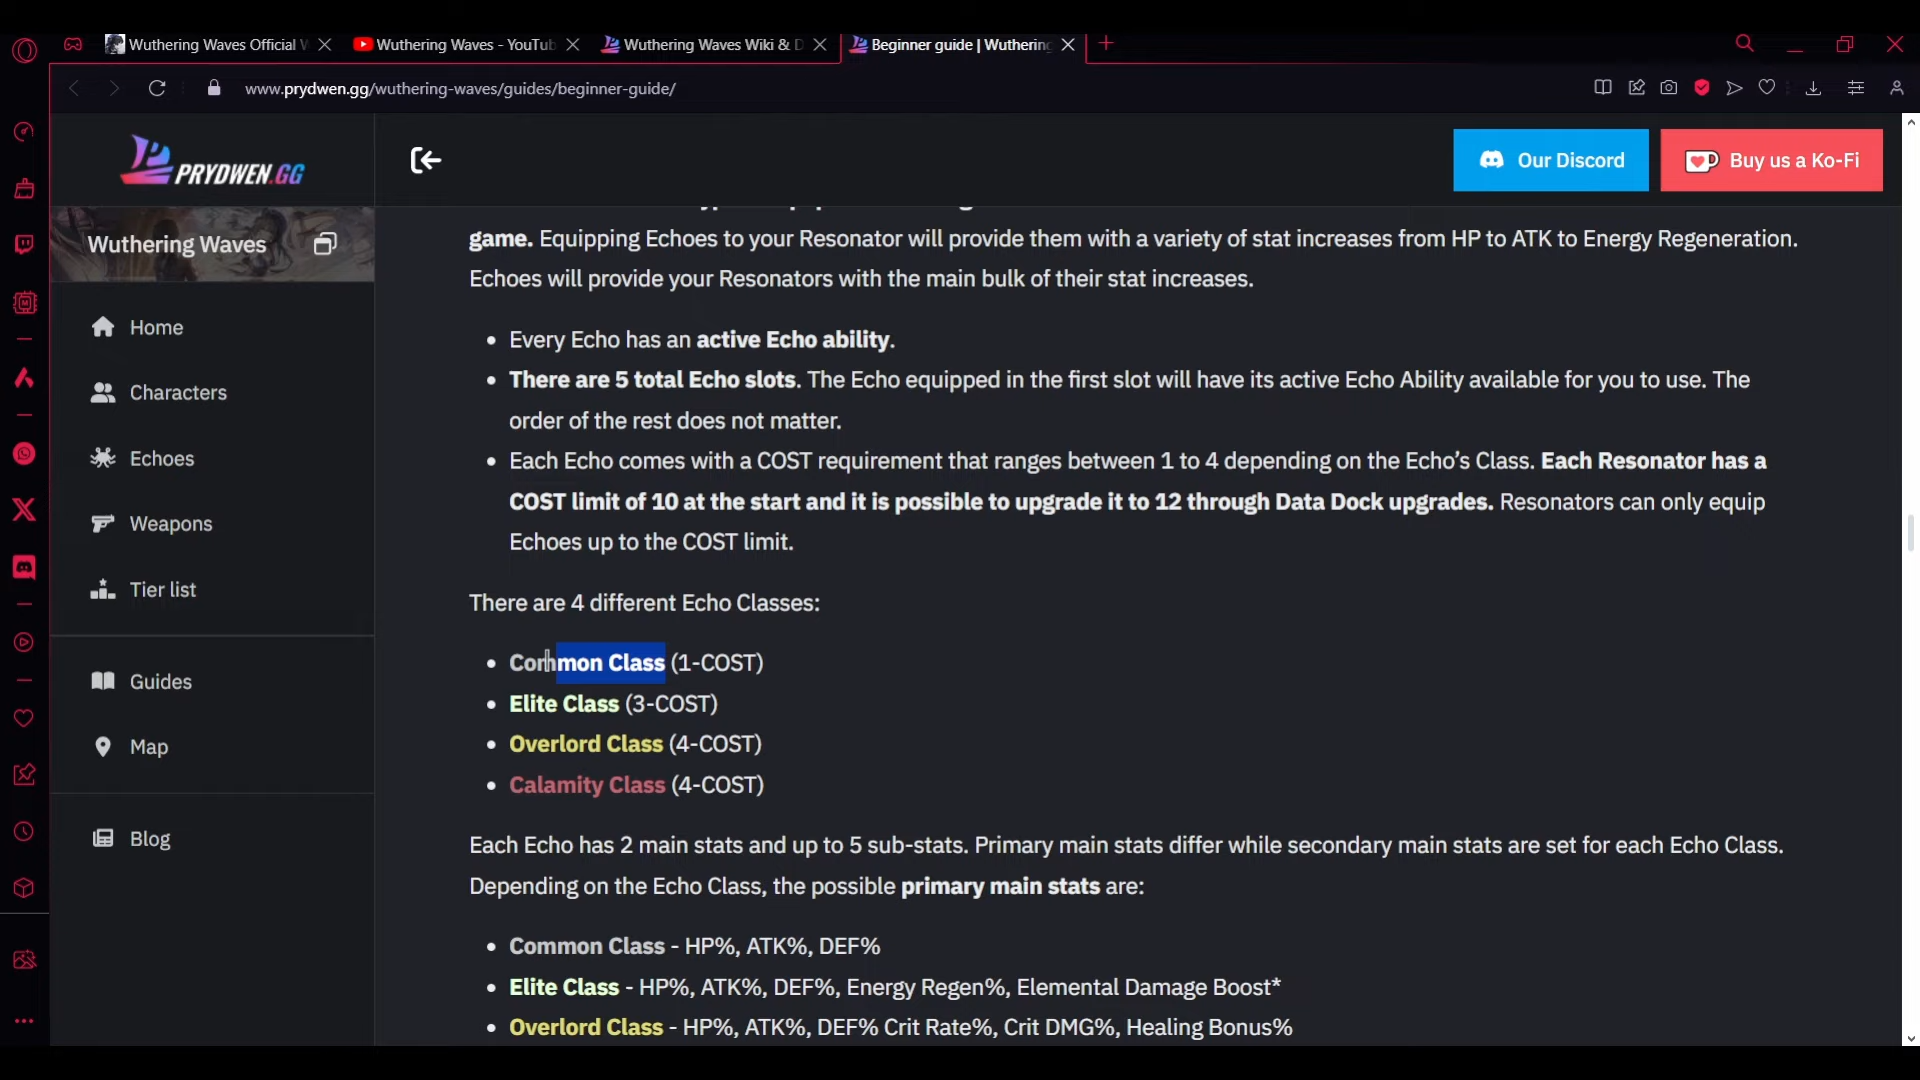 Wuthering Waves Official
Wuthering Waves - YouTub
Wuthering Waves Wiki & D
Beginner guide | Wuthering
www.prydwen.gg/wuthering-waves/guides/beginner-guide/
PRYDWEN.GG
Our Discord
Buy us a Ko-Fi
Wuthering Waves
Home
Characters
Echoes
Weapons
Tier list
Guides
Map
Blog
game. Equipping Echoes to your Resonator will provide them with a variety of stat increases from HP to ATK to Energy Regeneration.
Echoes will provide your Resonators with the main bulk of their stat increases.
• Every Echo has an active Echo ability.
• There are 5 total Echo slots. The Echo equipped in the first slot will have its active Echo Ability available for you to use. The
order of the rest does not matter.
• Each Echo comes with a COST requirement that ranges between 1 to 4 depending on the Echo’s Class. Each Resonator has a
COST limit of 10 at the start and it is possible to upgrade it to 12 through Data Dock upgrades. Resonators can only equip
Echoes up to the COST limit.
There are 4 different Echo Classes:
• Common Class (1-COST)
• Elite Class (3-COST)
• Overlord Class (4-COST)
• Calamity Class (4-COST)
Each Echo has 2 main stats and up to 5 sub-stats. Primary main stats differ while secondary main stats are set for each Echo Class.
Depending on the Echo Class, the possible primary main stats are:
• Common Class - HP%, ATK%, DEF%
• Elite Class - HP%, ATK%, DEF%, Energy Regen%, Elemental Damage Boost*
• Overlord Class - HP%, ATK%, DEF% Crit Rate%, Crit DMG%, Healing Bonus%